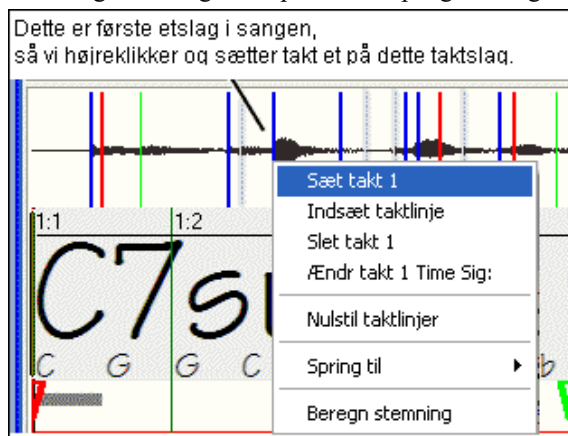 Dette er første etslag i sangen,
så vi højreklikker og sætter takt et på dette taktslag.
Sæt takt 1
Indsæt taktlinje
Slet takt 1
Ændr takt 1 Time Sig:
Nulstil taktlinjer
Spring til
Beregn stemning
1:1 1:2
C7su
C G G C b